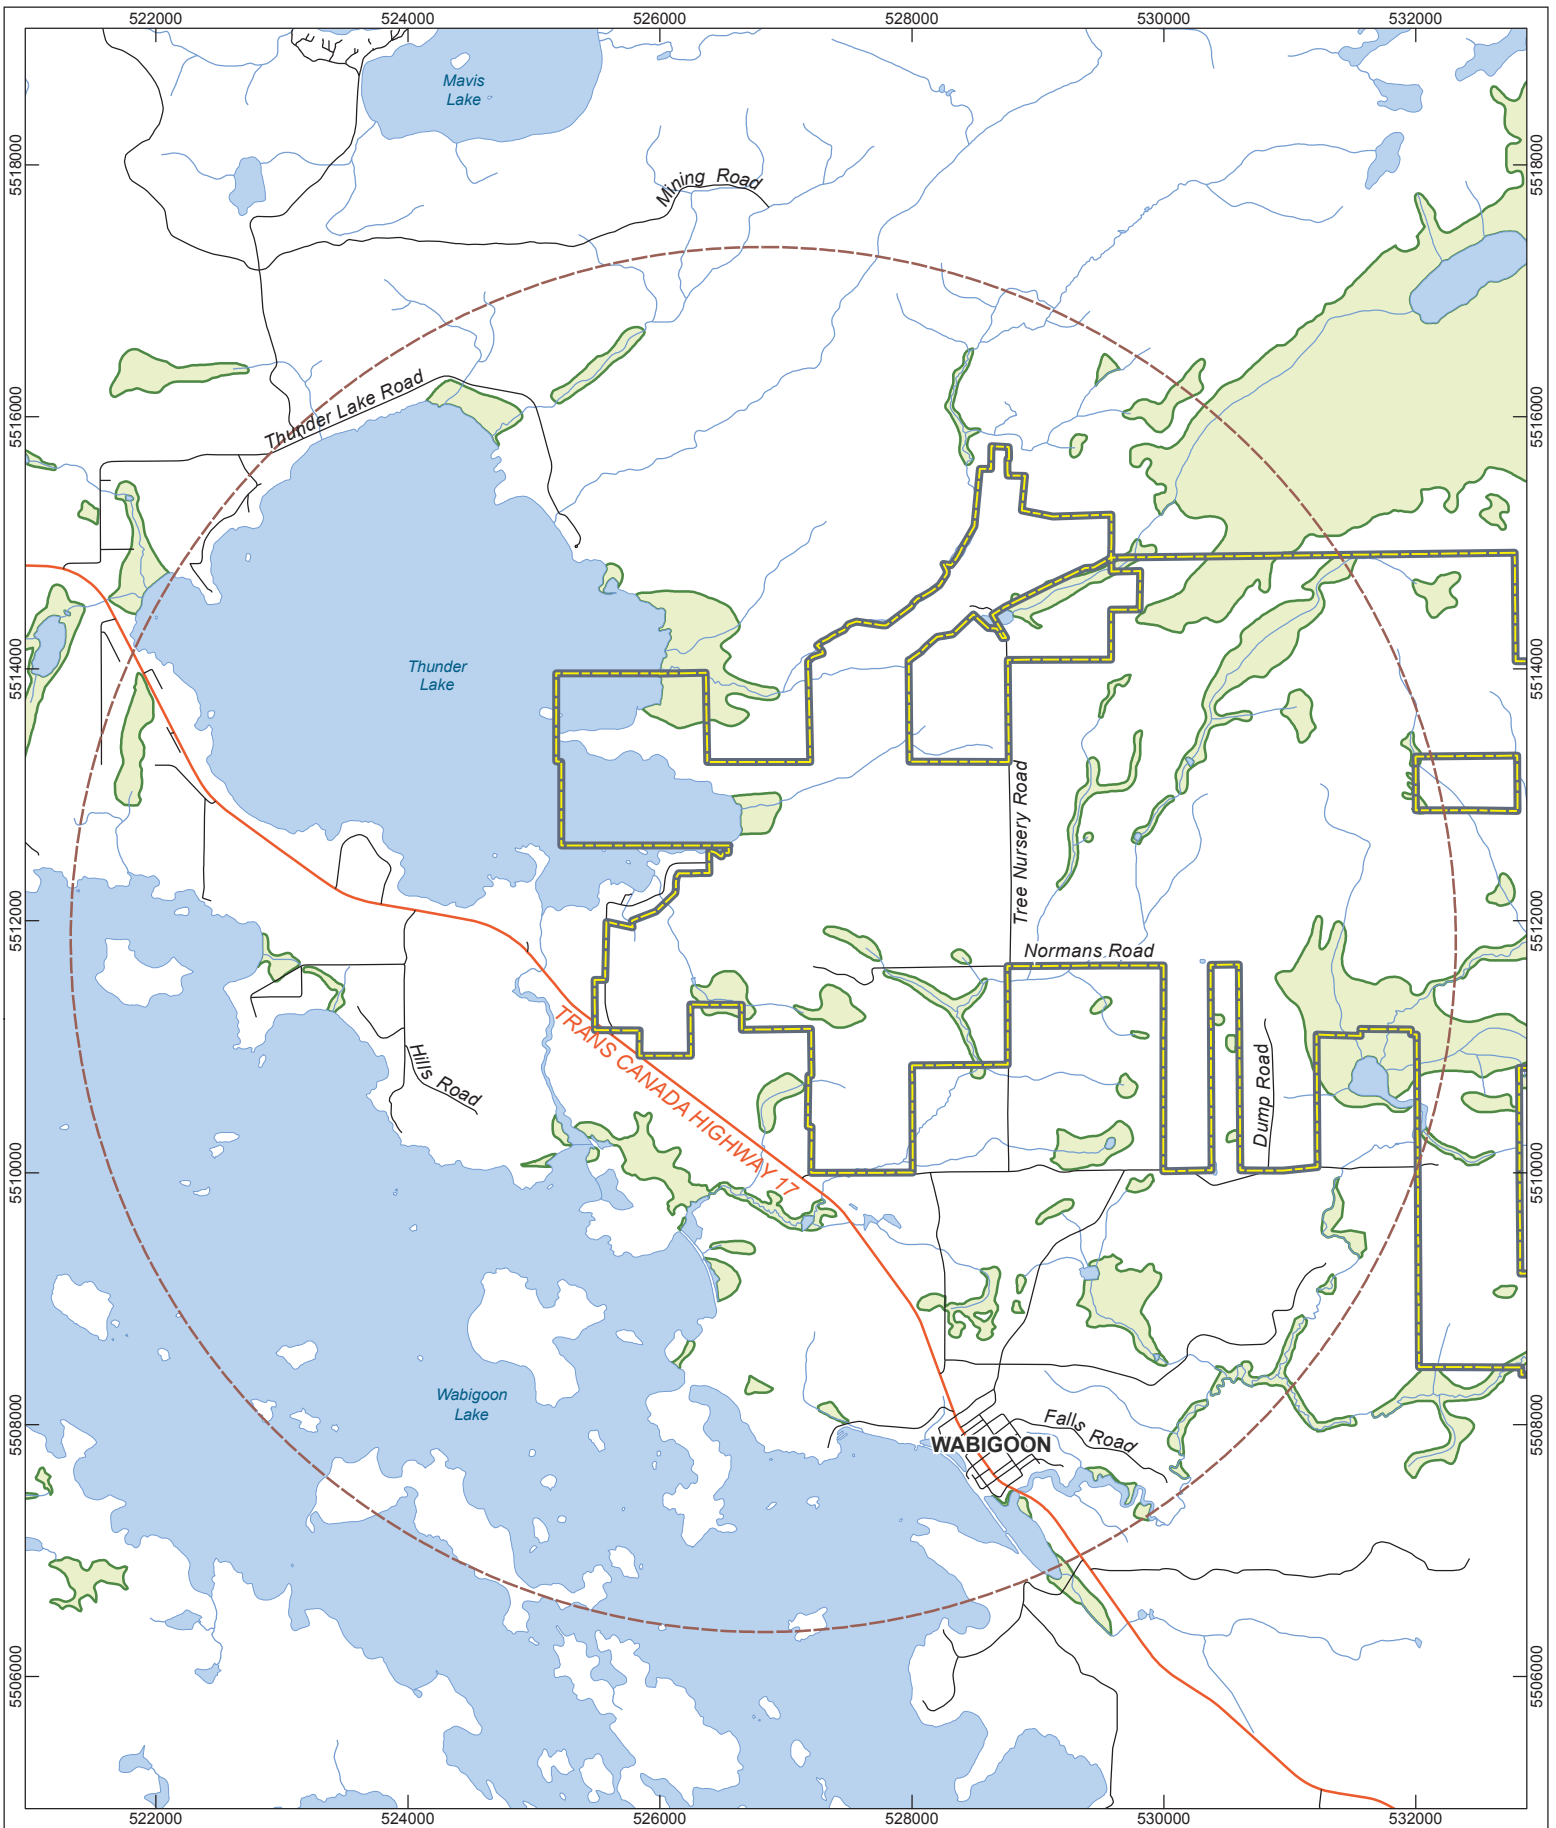 522000
524000
526000
528000
530000
532000
Mavis
Lake
5518000
5518000
Mining Road
5516000
5516000
Thunder Lake Road
5514000
5514000
Thunder
Lake
Tree Nursery Road
5512000
5512000
Normans Road
TRANS CANADA HIGHWAY 17
Hills Road
Dump Road
5510000
5510000
Wabigoon
Lake
5508000
5508000
Falls Road
WABIGOON
5506000
5506000
522000
524000
526000
528000
530000
532000